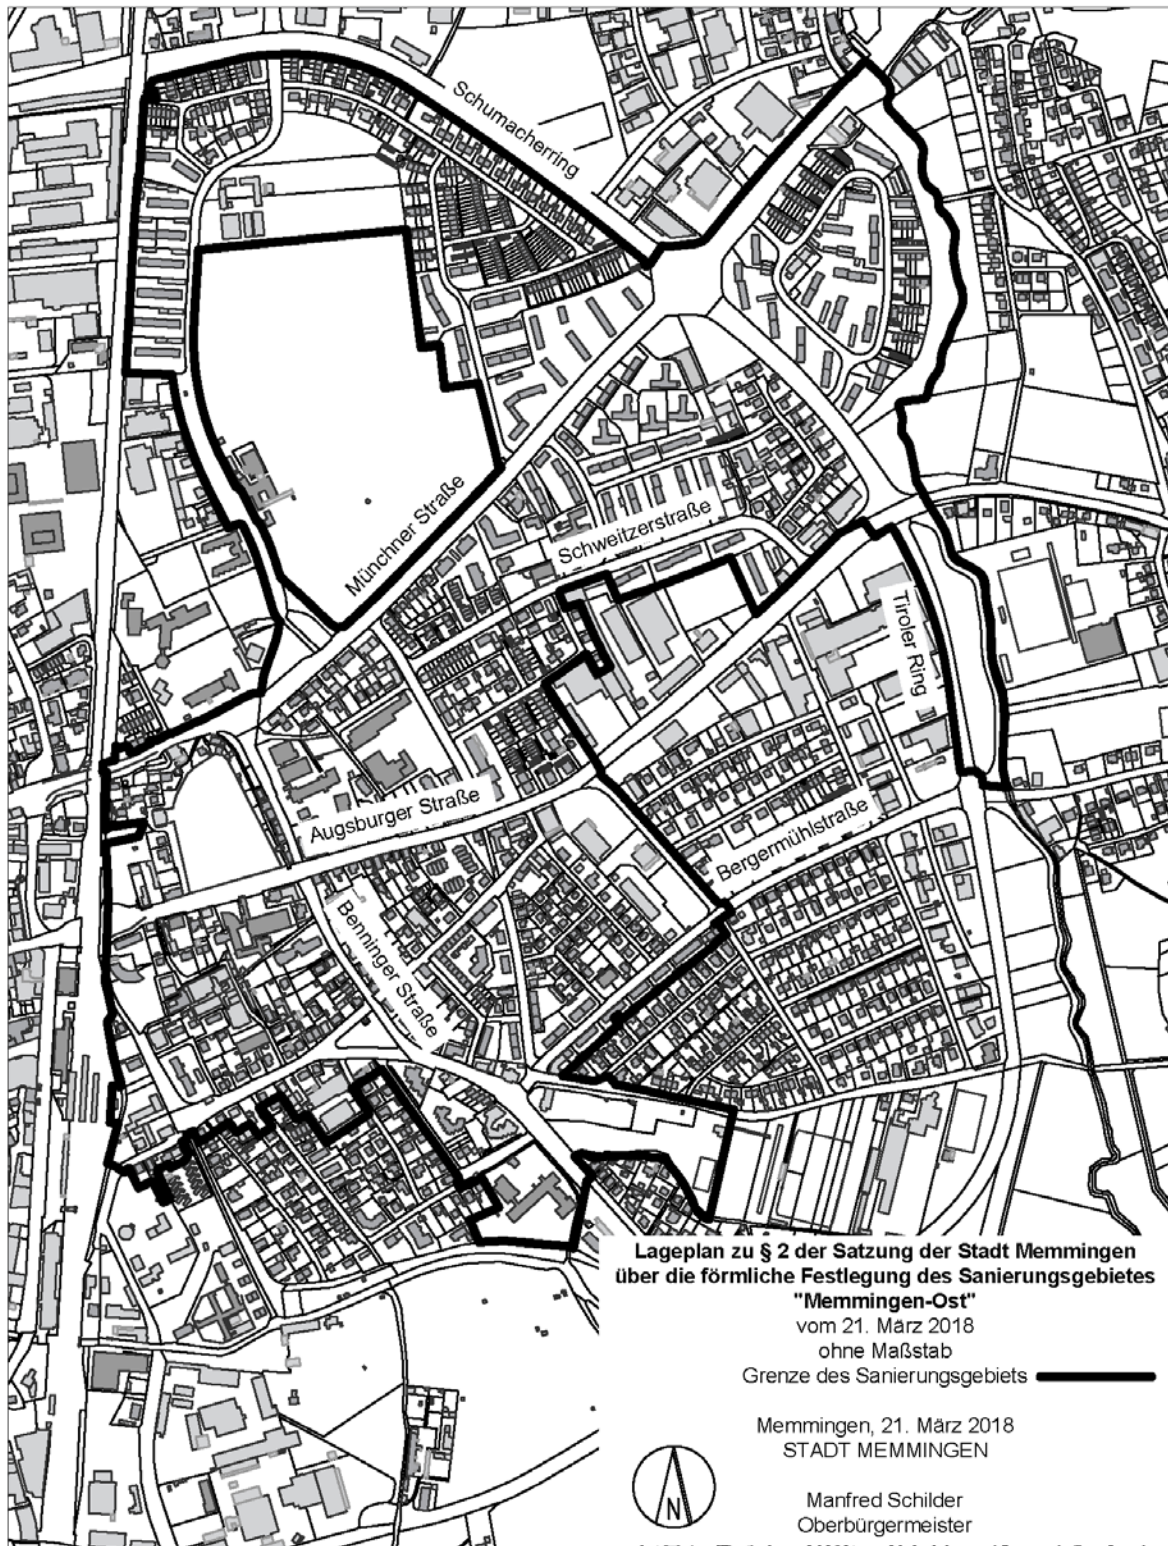 Schumacherring
Münchner Straße
Schweitzerstraße
Tiroler Ring
Augsburger Straße
Bergermühlstraße
Benninger Straße
Lageplan zu § 2 der Satzung der Stadt Memmingen
über die förmliche Festlegung des Sanierungsgebietes
"Memmingen-Ost"
vom 21. März 2018
ohne Maßstab
Grenze des Sanierungsgebiets
Memmingen, 21. März 2018
STADT MEMMINGEN
N
Manfred Schilder
Oberbürgermeister